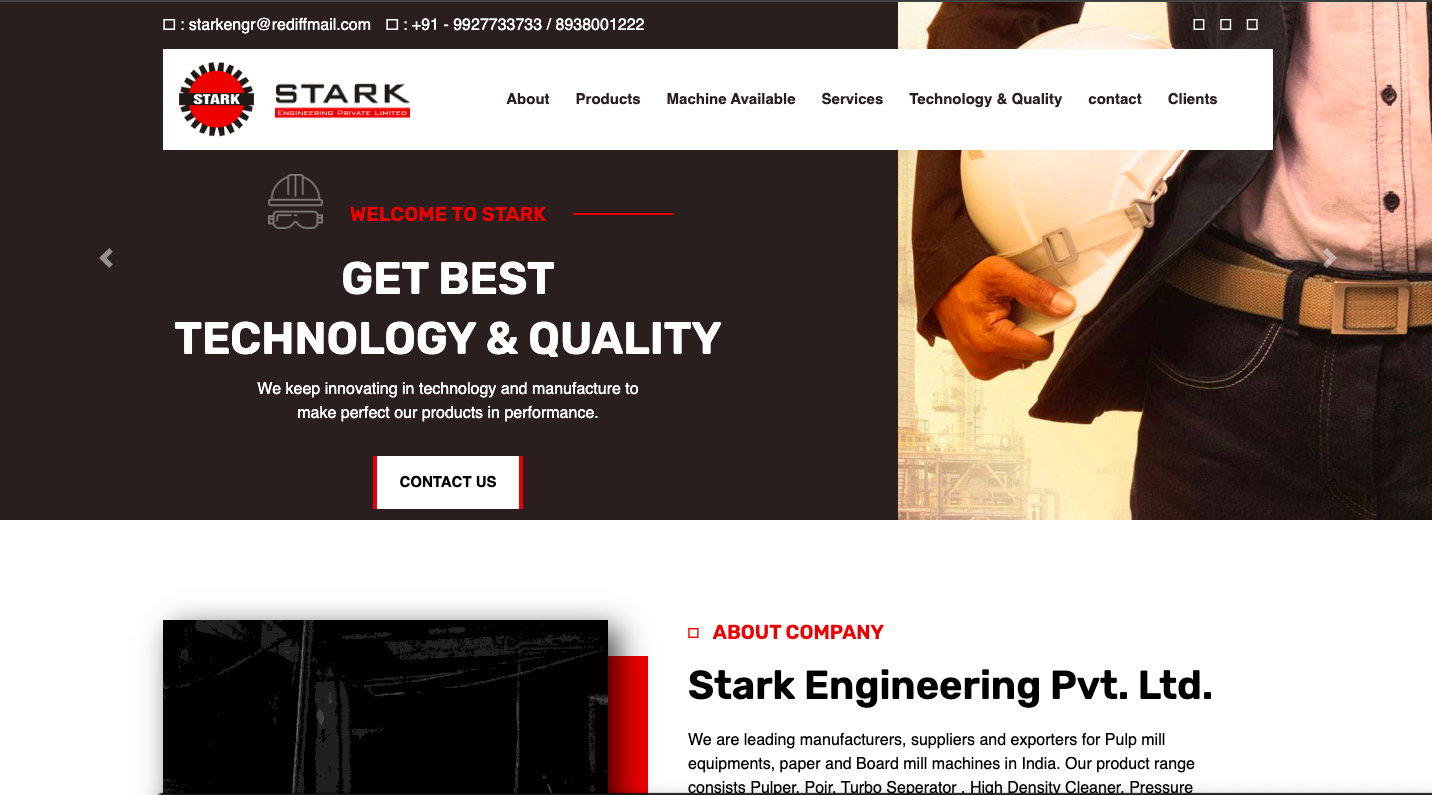 : starkengr@rediffmail.com : +91 - 9927733733 / 8938001222
STARK
STARK
ENGINEERING PRIVATE LIMITED
About Products Machine Available Services Technology & Quality contact Clients
WELCOME TO STARK
GET BEST
TECHNOLOGY & QUALITY
We keep innovating in technology and manufacture to
make perfect our products in performance.
CONTACT US
ABOUT COMPANY
Stark Engineering Pvt. Ltd.
We are leading manufacturers, suppliers and exporters for Pulp mill
equipments, paper and Board mill machines in India. Our product range
consists Pulper, Poir, Turbo Seperator , High Density Cleaner, Pressure